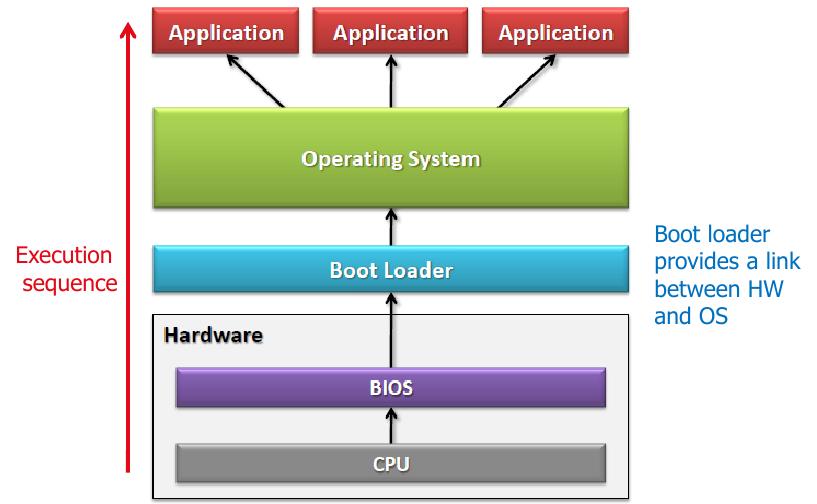 Application
Application
Application
Operating System
Execution
sequence
Boot Loader
Boot loader
provides a link
between HW
and OS
Hardware
BIOS
CPU